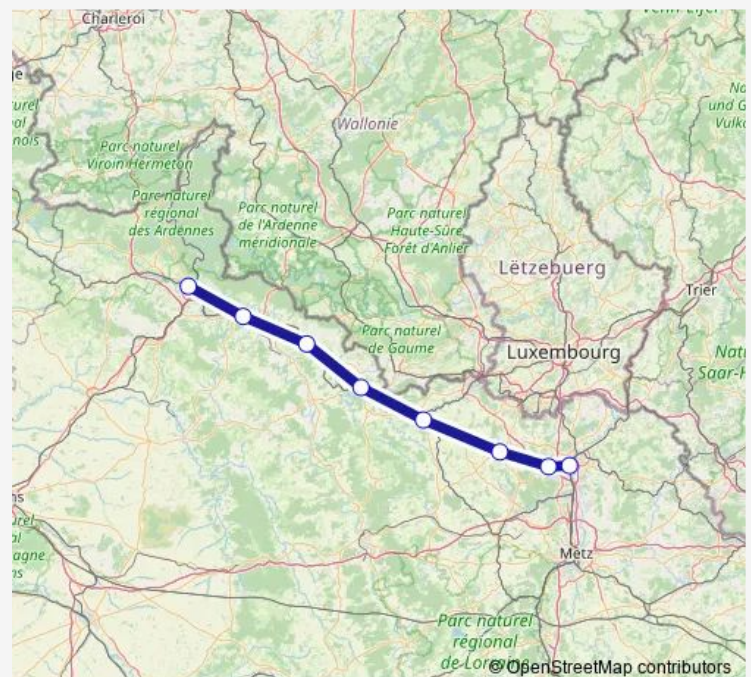 Charleroi
Wallonie
Parc naturel
Viroin-Hermeton
Parc naturel
régional
des Ardennes
Parc naturel
de l'Ardenne
méridionale
Parc naturel
Haute-Sûre
Forêt d'Anlier
Lëtzebuerg
Trier
Parc naturel
de Gaume
Luxembourg
Saar-H
Metz
Parc naturel
régional
de Lorraine
© OpenStreetMap contributors